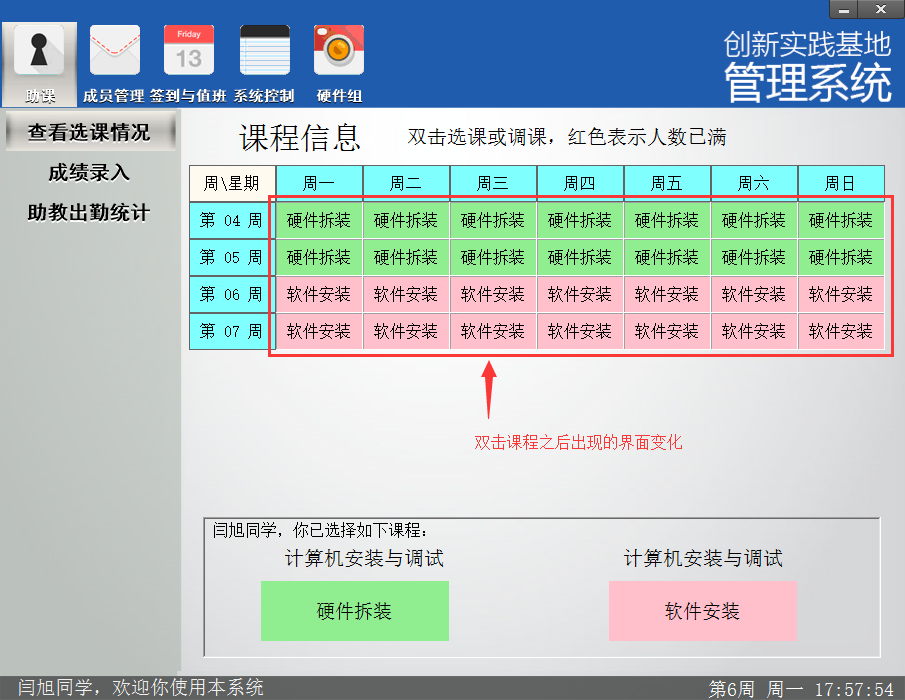 创新实践基地
管理系统
Friday
13
助课 成员管理 签到与值班 系统控制 硬件组
查看选课情况
成绩录入
助教出勤统计
课程信息 双击选课或调课，红色表示人数已满
周\星期 周一 周二 周三 周四 周五 周六 周日
第 04 周 硬件拆装 硬件拆装 硬件拆装 硬件拆装 硬件拆装 硬件拆装 硬件拆装
第 05 周 硬件拆装 硬件拆装 硬件拆装 硬件拆装 硬件拆装 硬件拆装 硬件拆装
第 06 周 软件安装 软件安装 软件安装 软件安装 软件安装 软件安装 软件安装
第 07 周 软件安装 软件安装 软件安装 软件安装 软件安装 软件安装 软件安装
双击课程之后出现的界面变化
闫旭同学，你已选择如下课程：
计算机安装与调试 计算机安装与调试
硬件拆装 软件安装
闫旭同学，欢迎你使用本系统 第6周 周一 17:57:54